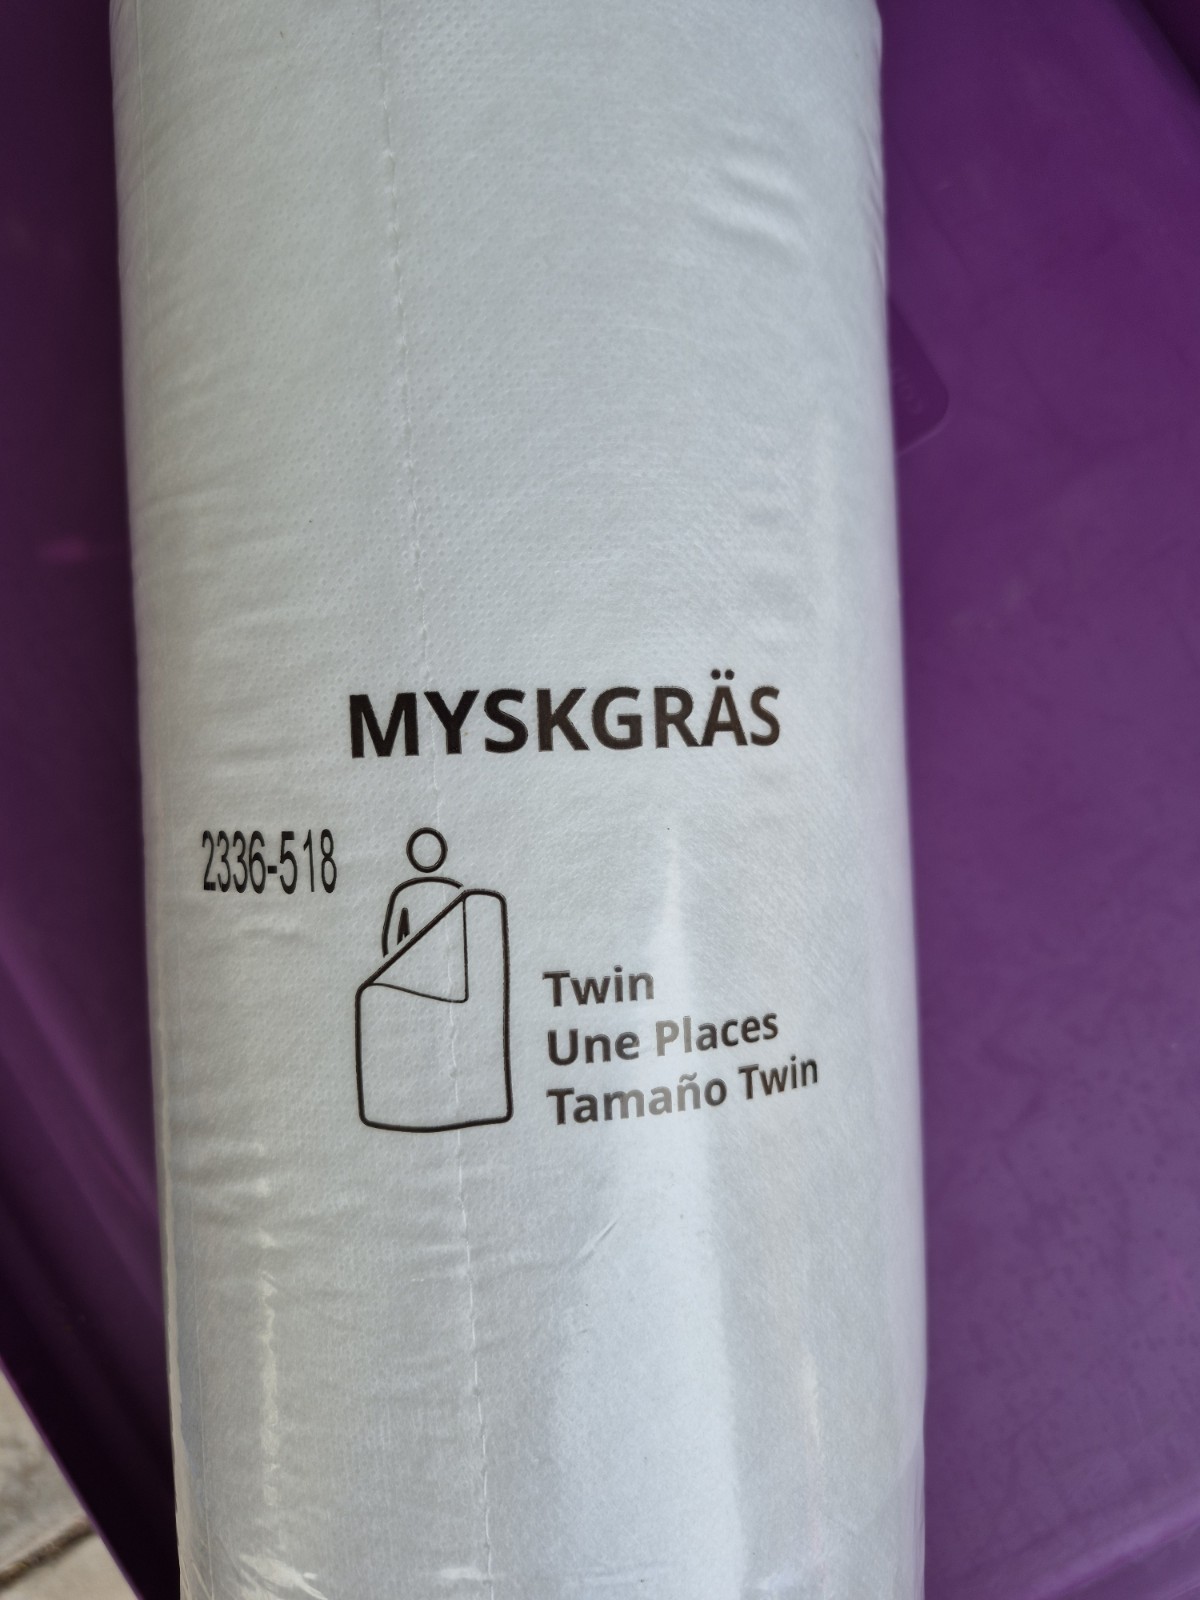 MYSKGRÄS
2336-518
Twin
Une Places
Tamaño Twin